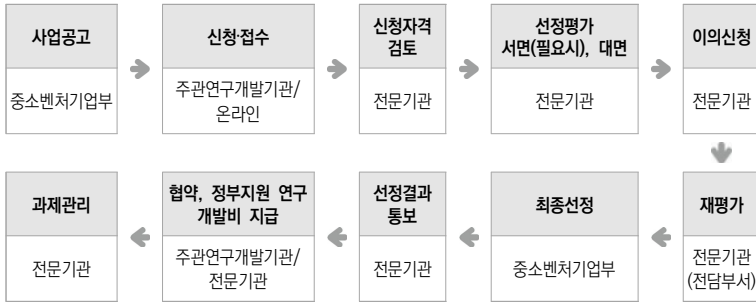 사업공고
중소벤처기업부
신청·접수
주관연구개발기관/
온라인
신청자격
검토
전문기관
선정평가
서면(필요시), 대면
전문기관
이의신청
전문기관
재평가
전문기관
(전담부서)
최종선정
중소벤처기업부
선정결과
통보
전문기관
협약, 정부지원 연구
개발비 지급
주관연구개발기관/
전문기관
과제관리
전문기관